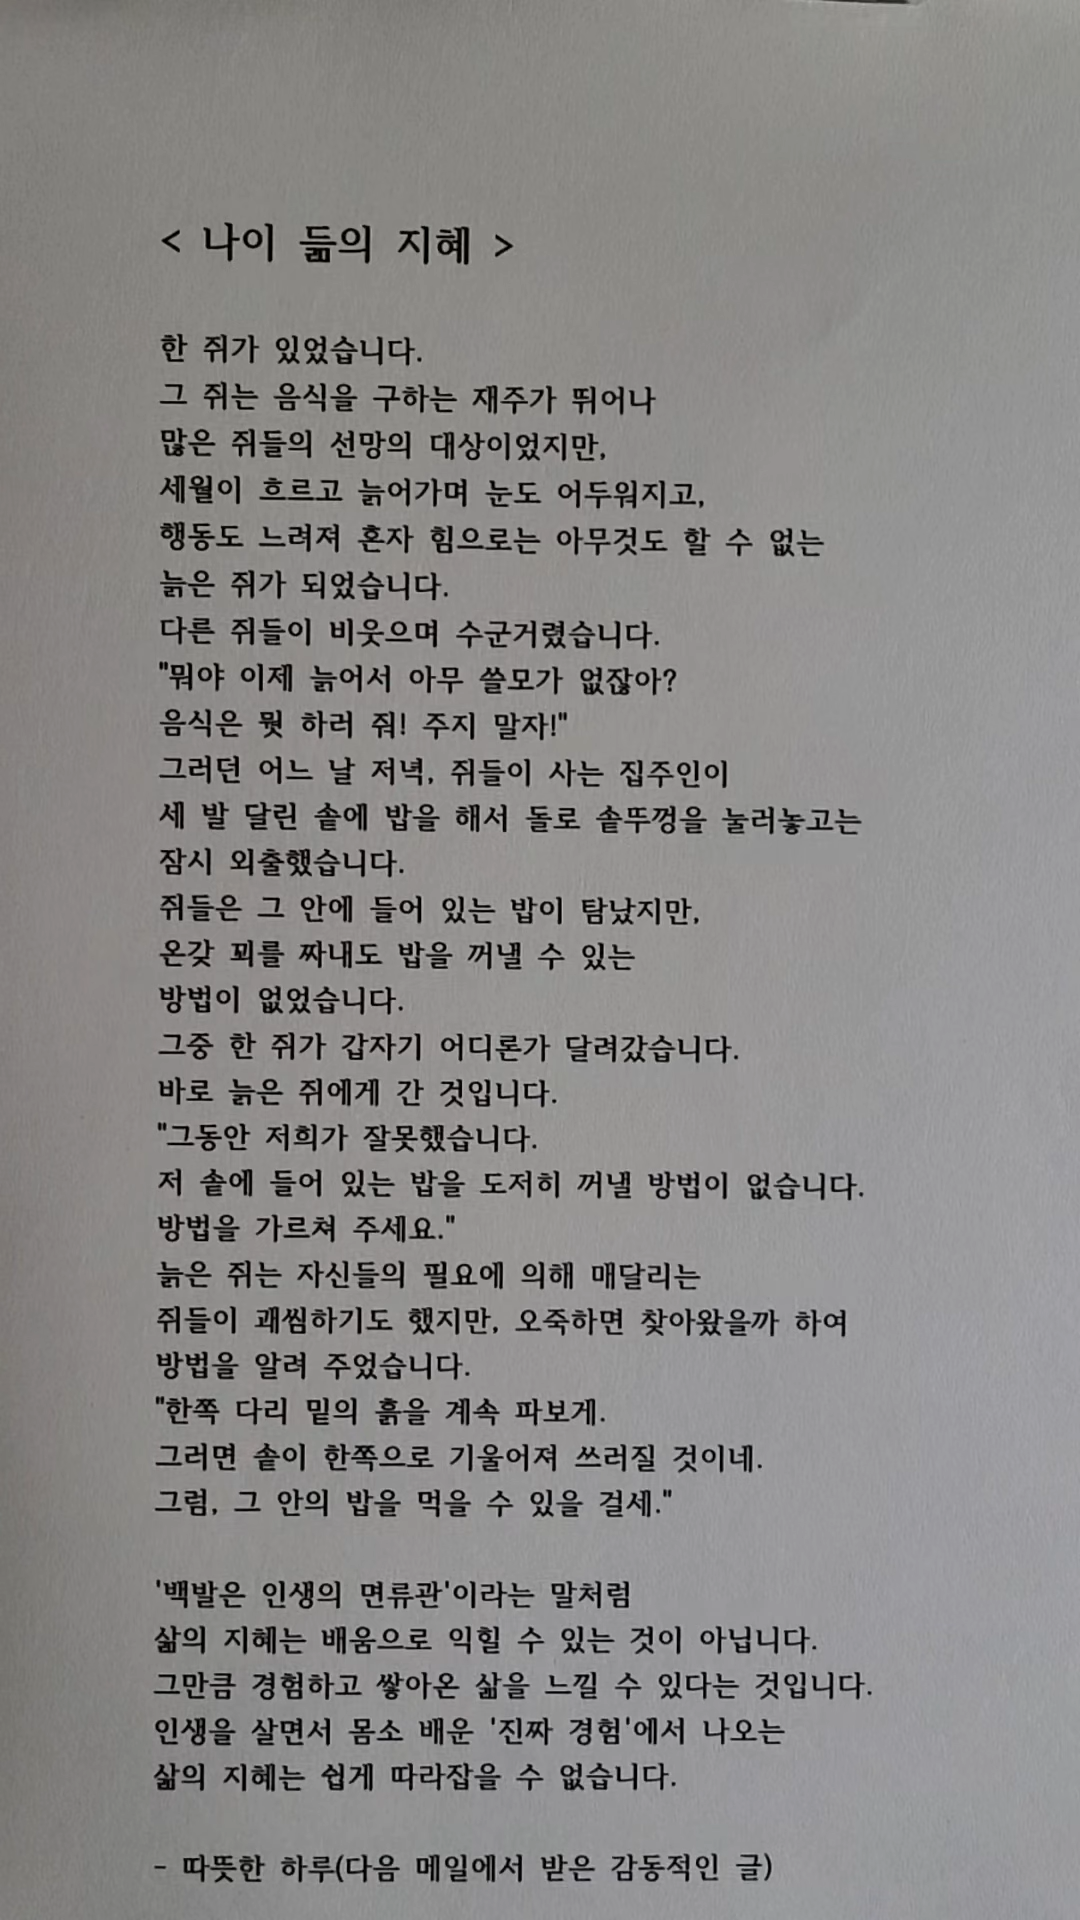 < 나이 듦의 지혜 >
한 쥐가 있었습니다.
그 쥐는 음식을 구하는 재주가 뛰어나
많은 쥐들의 선망의 대상이었지만,
세월이 흐르고 늙어가며 눈도 어두워지고,
행동도 느려져 혼자 힘으로는 아무것도 할 수 없는
늙은 쥐가 되었습니다.
다른 쥐들이 비웃으며 수군거렸습니다.
"뭐야 이제 늙어서 아무 쓸모가 없잖아?
음식은 뭣 하러 줘! 주지 말자!"
그러던 어느 날 저녁, 쥐들이 사는 집주인이
세 발 달린 솥에 밥을 해서 돌로 솥뚜껑을 눌러놓고는
잠시 외출했습니다.
쥐들은 그 안에 들어 있는 밥이 탐났지만,
온갖 꾀를 짜내도 밥을 꺼낼 수 있는
방법이 없었습니다.
그중 한 쥐가 갑자기 어디론가 달려갔습니다.
바로 늙은 쥐에게 간 것입니다.
"그동안 저희가 잘못했습니다.
저 솥에 들어 있는 밥을 도저히 꺼낼 방법이 없습니다.
방법을 가르쳐 주세요."
늙은 쥐는 자신들의 필요에 의해 매달리는
쥐들이 괘씸하기도 했지만, 오죽하면 찾아왔을까 하여
방법을 알려 주었습니다.
"한쪽 다리 밑의 흙을 계속 파보게.
그러면 솥이 한쪽으로 기울어져 쓰러질 것이네.
그럼, 그 안의 밥을 먹을 수 있을 걸세."
'백발은 인생의 면류관'이라는 말처럼
삶의 지혜는 배움으로 익힐 수 있는 것이 아닙니다.
그만큼 경험하고 쌓아온 삶을 느낄 수 있다는 것입니다.
인생을 살면서 몸소 배운 '진짜 경험'에서 나오는
삶의 지혜는 쉽게 따라잡을 수 없습니다.
- 따뜻한 하루(다음 메일에서 받은 감동적인 글)